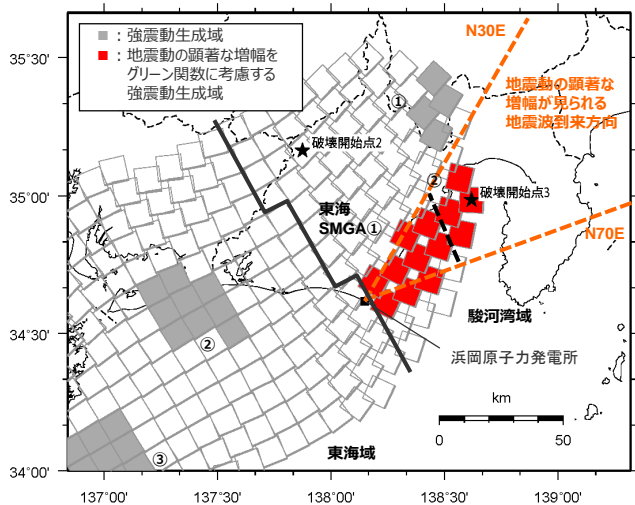 ：強震動生成域
：地震動の顕著な増幅を
グリーン関数に考慮する
強震動生成域
N30E
地震動の顕著な
増幅が見られる
地震波到来方向
①
破壊開始点2
②
破壊開始点3
東海
SMGA①
N70E
駿河湾域
②
浜岡原子力発電所
km
0
50
東海域
③
35°30'
35°00'
34°30'
34°00'
137°00'
137°30'
138°00'
138°30'
139°00'